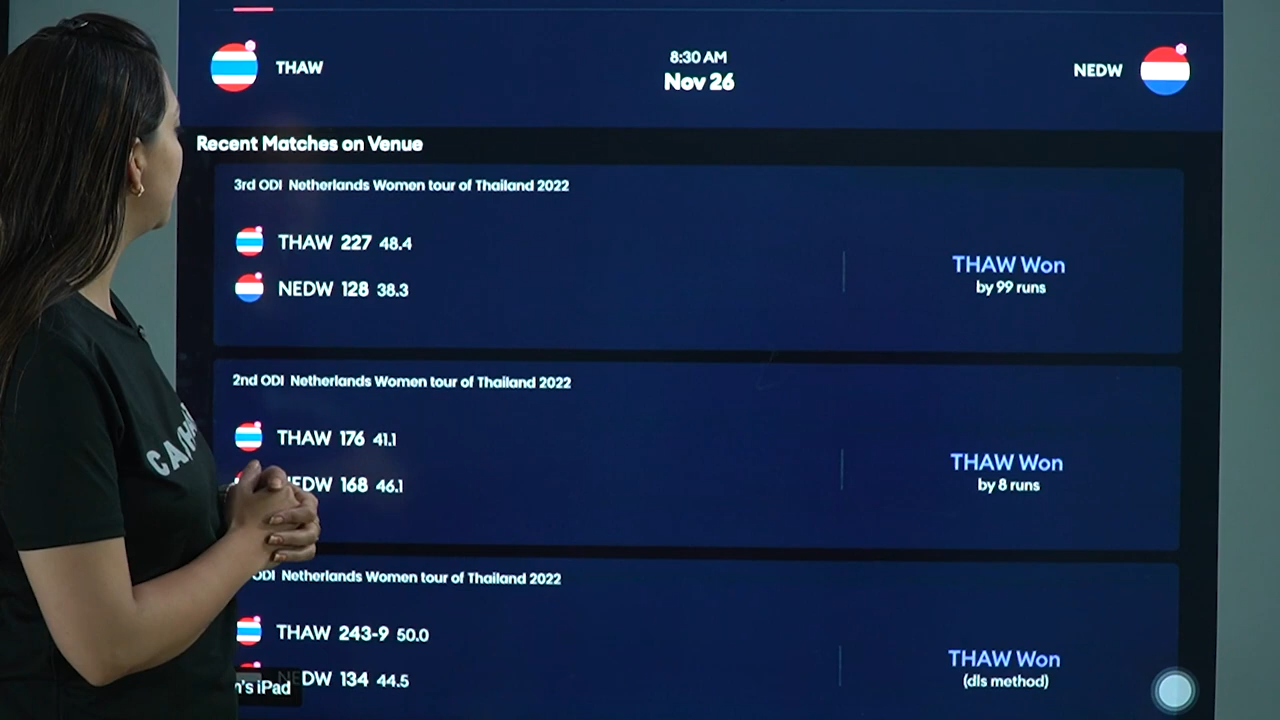 THAW
8:30 AM
Nov 26
NEDW
Recent Matches on Venue
3rd ODI Netherlands Women tour of Thailand 2022
THAW 227 48.4
NEDW 128 38.3
THAW Won
by 99 runs
2nd ODI Netherlands Women tour of Thailand 2022
THAW 176 41.1
NEDW 168 46.1
THAW Won
by 8 runs
ODI Netherlands Women tour of Thailand 2022
THAW 243-9 50.0
NEDW 134 44.5
THAW Won
(dls method)
n's iPad